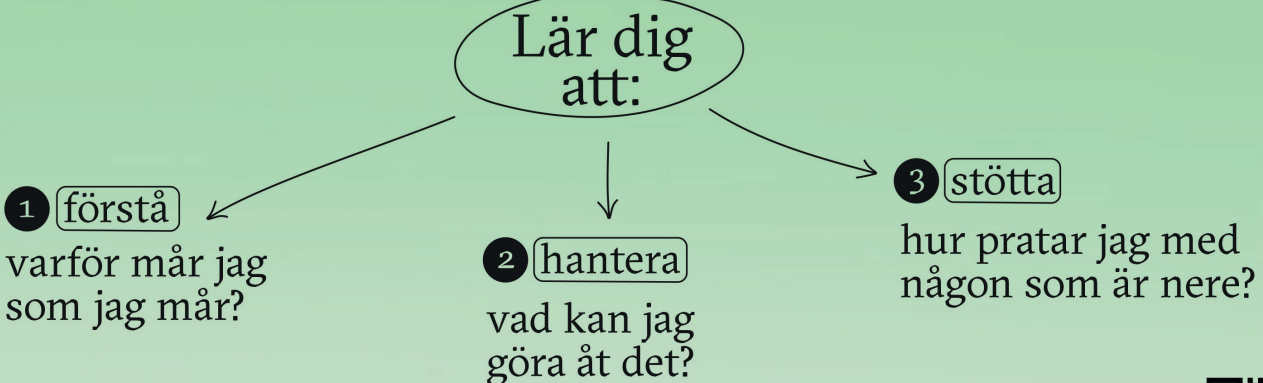 Lär dig
att:
1 förstå
varför mår jag
som jag mår?
2 hantera
vad kan jag
göra åt det?
3 stötta
hur pratar jag med
någon som är nere?